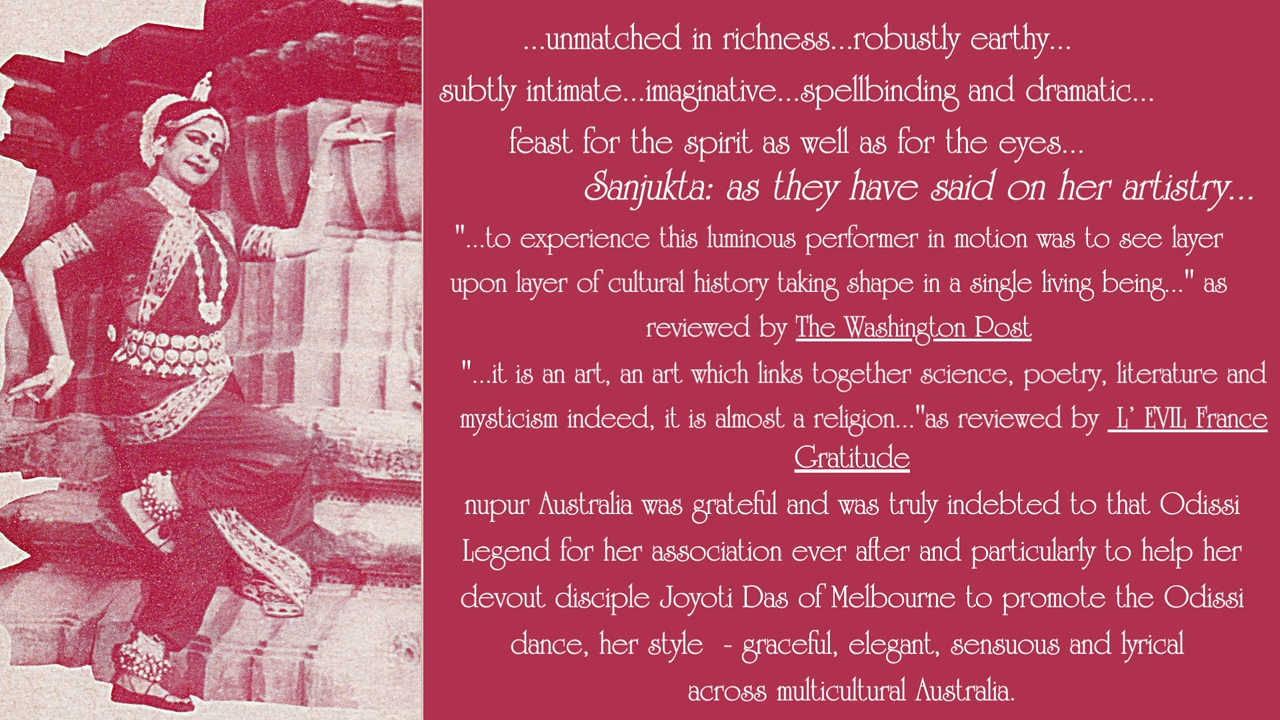 ...unmatched in richness...robustly earthy...
subtly intimate...imaginative...spellbinding and dramatic...
feast for the spirit as well as for the eyes...
Sanjukta: as they have said on her artistry...
"...to experience this luminous performer in motion was to see layer
upon layer of cultural history taking shape in a single living being..." as
reviewed by The Washington Post
"...it is an art, an art which links together science, poetry, literature and
mysticism indeed, it is almost a religion..."as reviewed by L' EVIL France
Gratitude
nupur Australia was grateful and was truly indebted to that Odissi
Legend for her association ever after and particularly to help her
devout disciple Joyoti Das of Melbourne to promote the Odissi
dance, her style - graceful, elegant, sensuous and lyrical
across multicultural Australia.